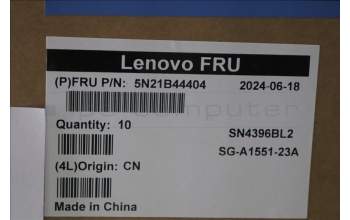 Lenovo FRU
(P)FRU P/N: 5N21B44404 2024-06-18
Quantity: 10 SN4396BL2
SG-A1551-23A
(4L)Origin: CN
Made in China